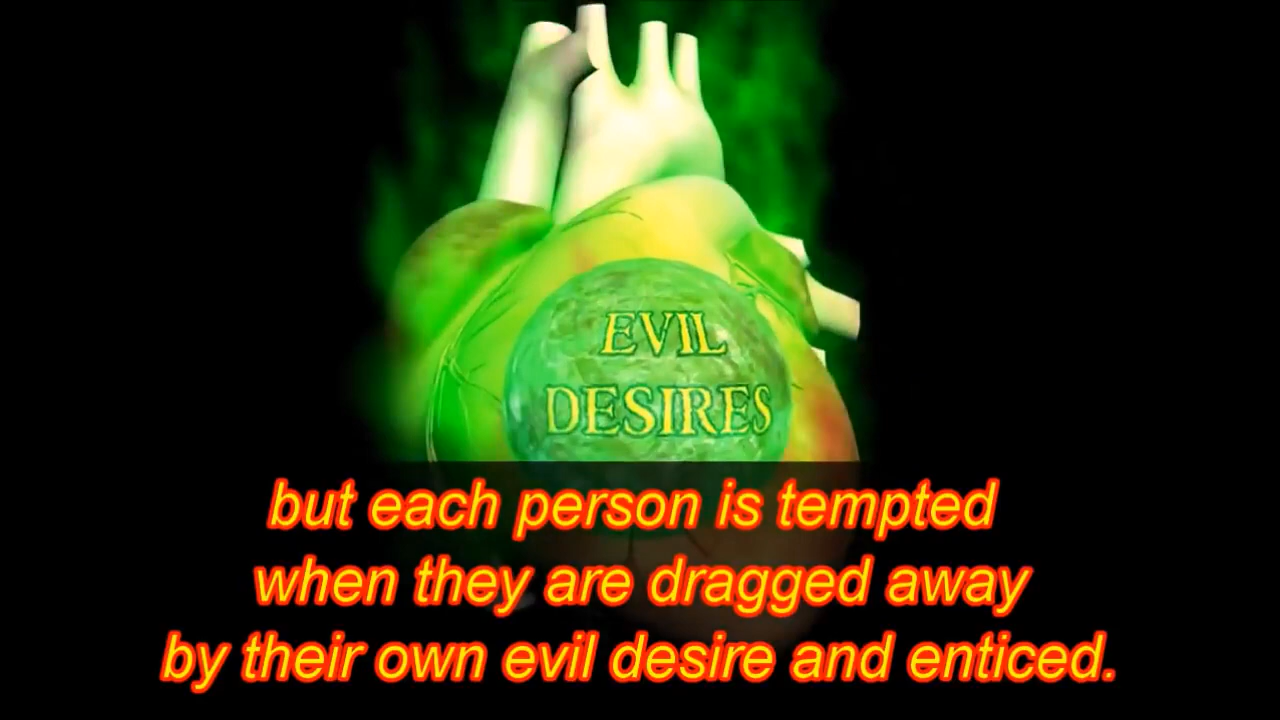 EVIL
DESIRES
but each person is tempted
when they are dragged away
by their own evil desire and enticed.